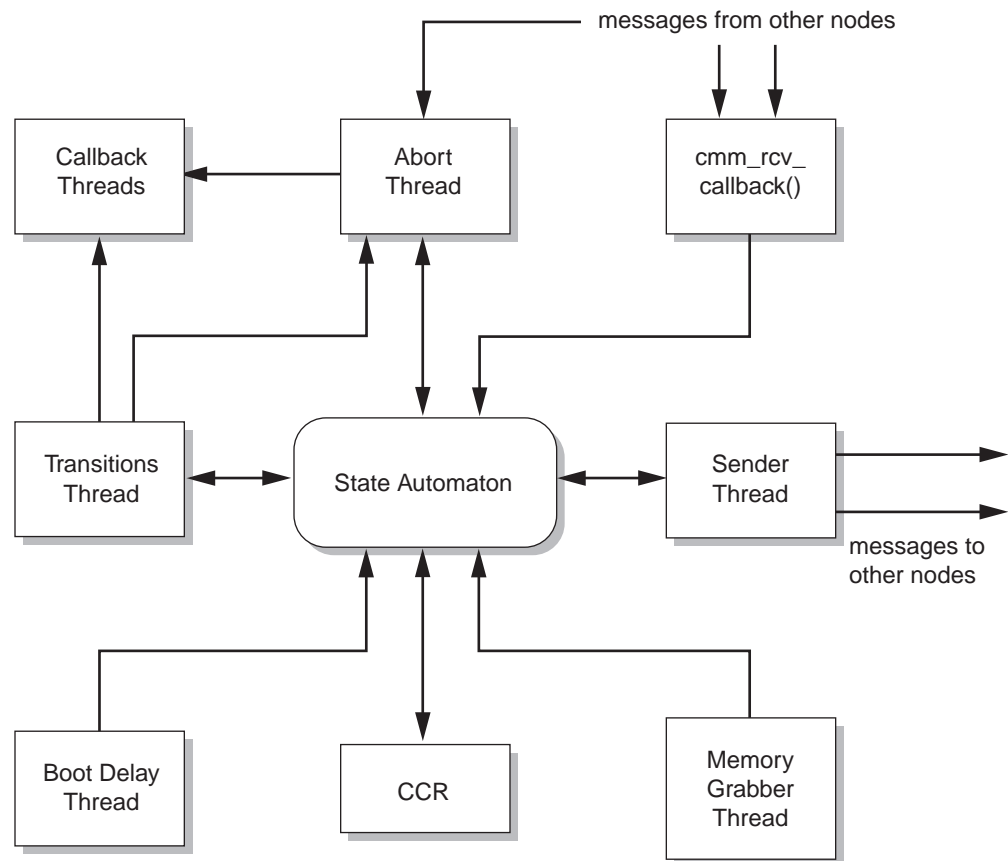 messages from other nodes
Callback
Threads
Abort
Thread
cmm_rcv_
callback()
Transitions
Thread
State Automaton
Sender
Thread
messages to
other nodes
Boot Delay
Thread
CCR
Memory
Grabber
Thread